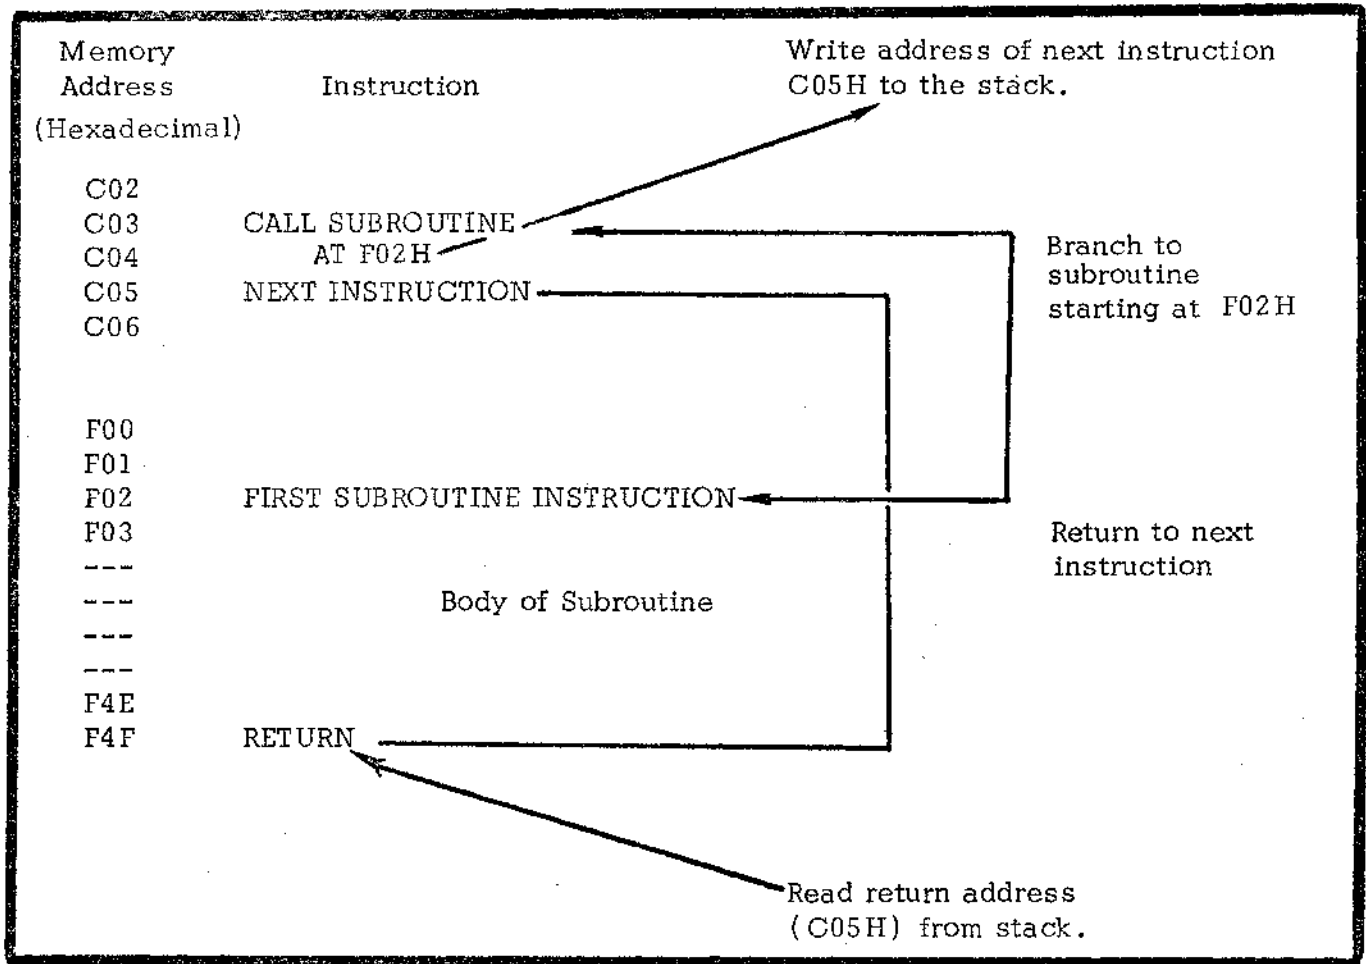 Memory
Address Instruction
(Hexadecimal)
Write address of next instruction
C05H to the stack.
C02
C03 CALL SUBROUTINE
C04 AT F02H
C05 NEXT INSTRUCTION
C06
Branch to
subroutine
starting at F02H
F00
F01
F02 FIRST SUBROUTINE INSTRUCTION
F03
---
---
---
---
Body of Subroutine
Return to next
instruction
F4E
F4F RETURN
Read return address
(C05H) from stack.